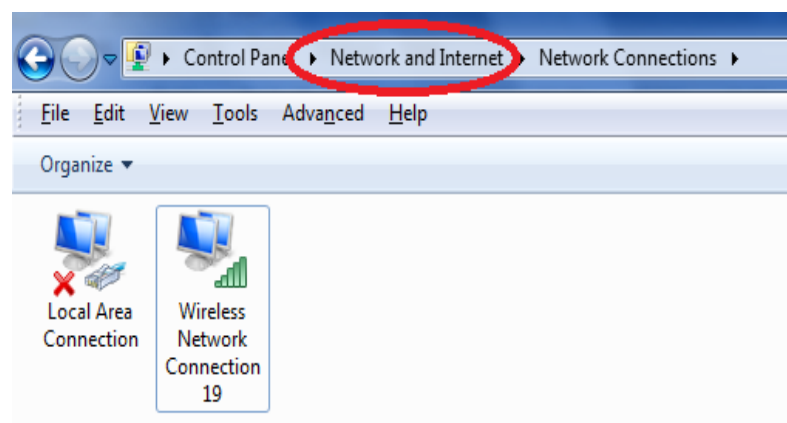 Control Pane Network and Internet Network Connections
File Edit View Tools Advanced Help
Organize
Local Area
Connection
Wireless
Network
Connection
19